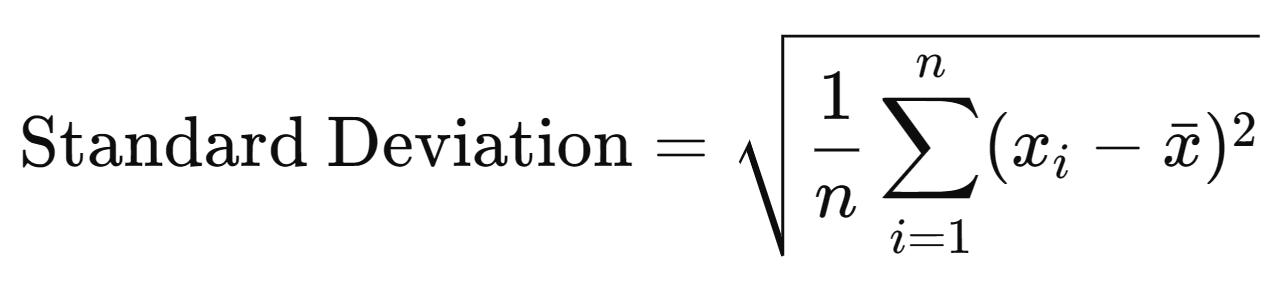 Standard Deviation = √(1/n ∑_{i=1}^{n} (x_i − x̄)²)